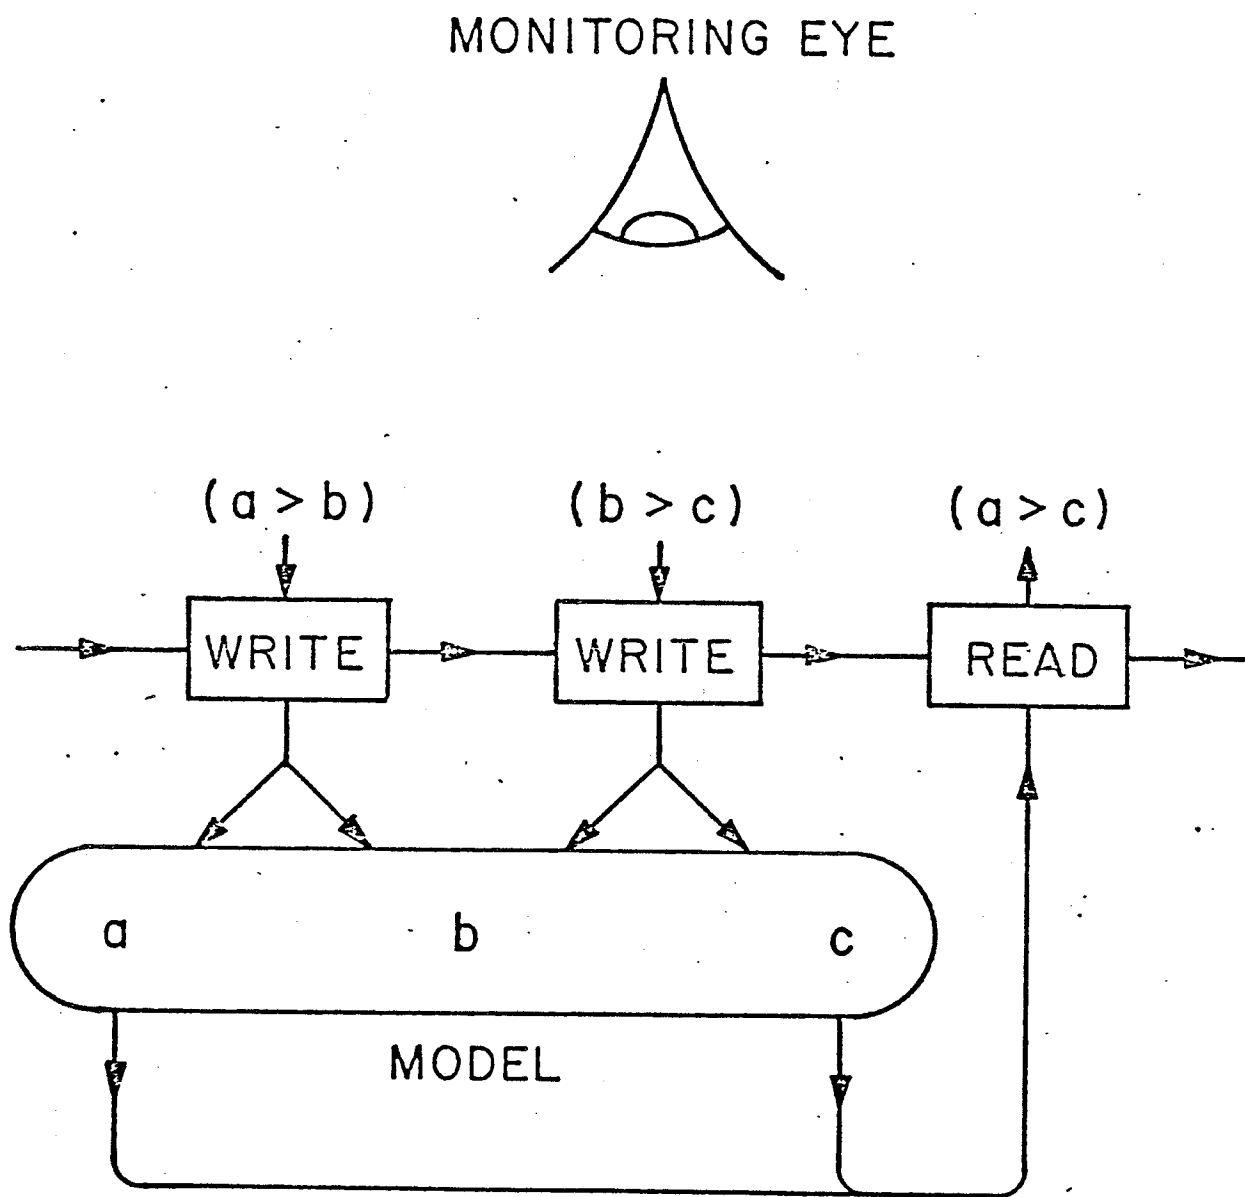 MONITORING EYE
(a > b) (b > c) (a > c)
WRITE WRITE READ
a b c
MODEL